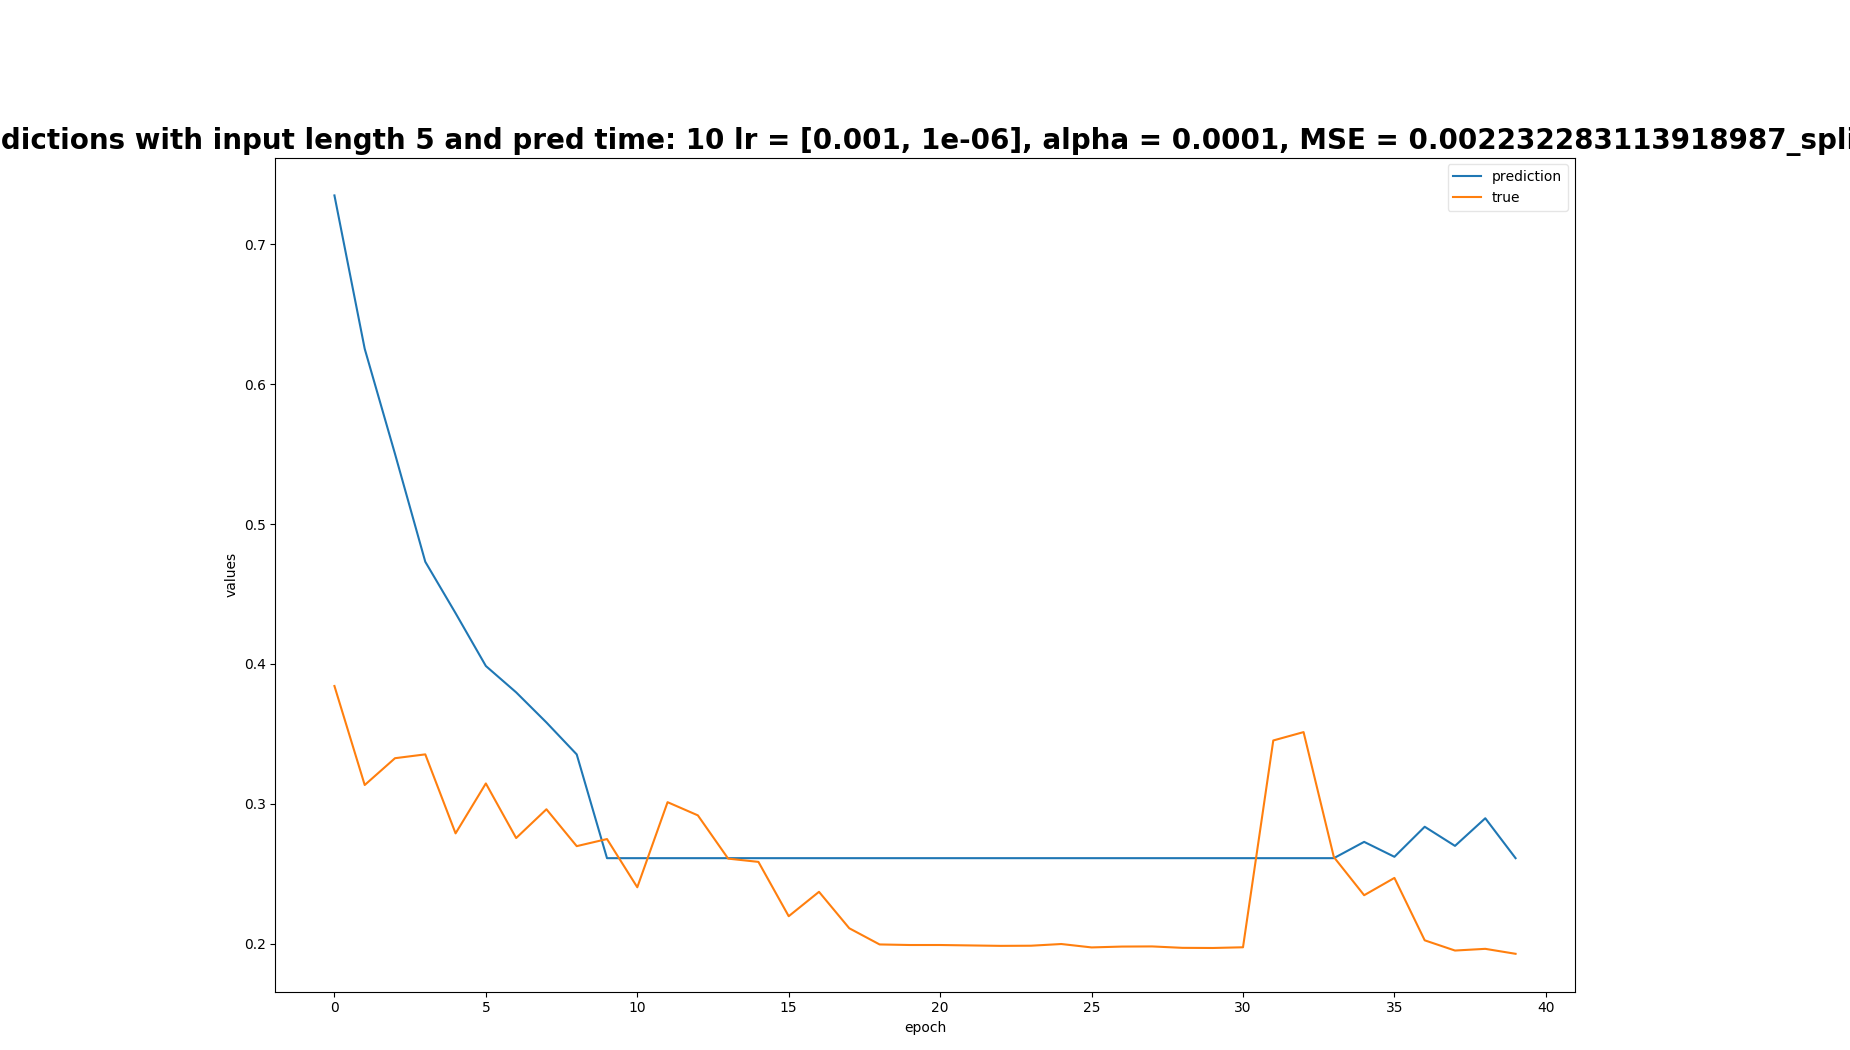 dictions with input length 5 and pred time: 10 lr = [0.001, 1e-06], alpha = 0.0001, MSE = 0.002232283113918987_spli
prediction
true
0.7
0.6
0.5
0.4
0.3
0.2
values
0 5 10 15 20 25 30 35 40
epoch